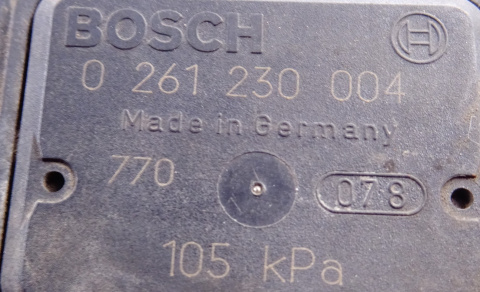 BOSCH
0 261 230 004
Made in Germany
770
078
105 kPa